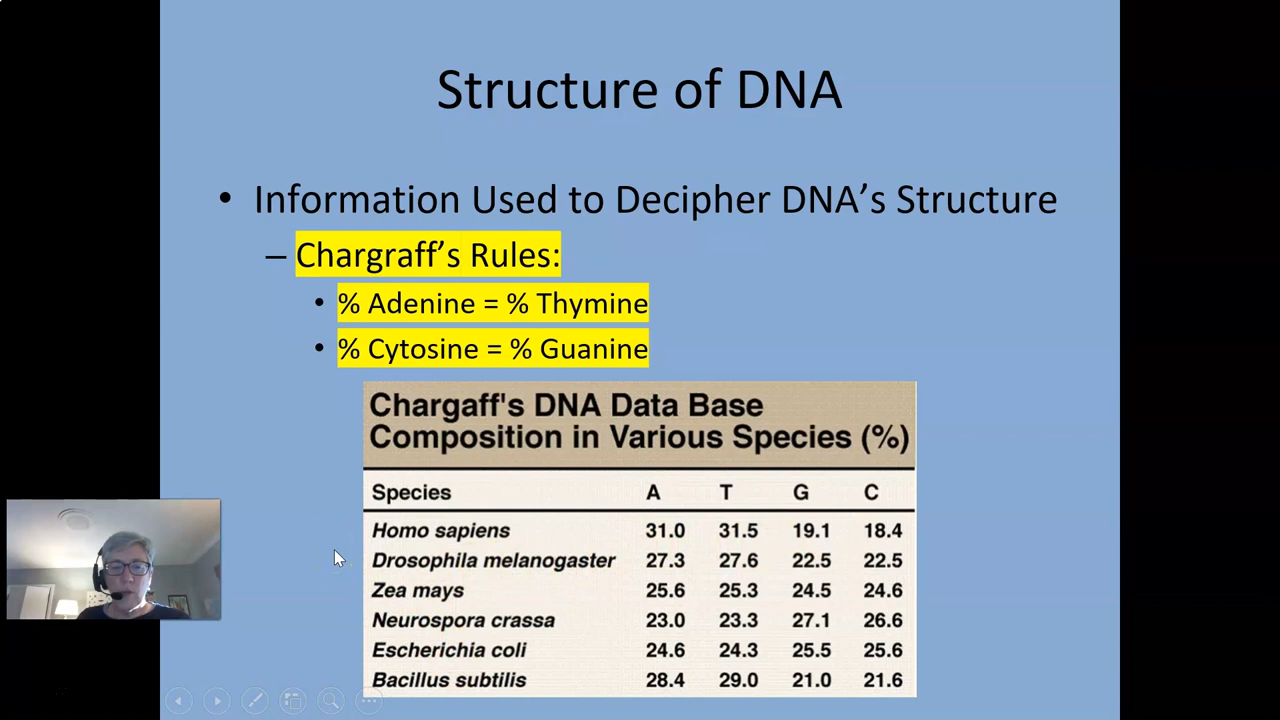 Structure of DNA
• Information Used to Decipher DNA’s Structure
– Chargraff’s Rules:
• % Adenine = % Thymine
• % Cytosine = % Guanine
Chargaff's DNA Data Base
Composition in Various Species (%)
Species A T G C
Homo sapiens 31.0 31.5 19.1 18.4
Drosophila melanogaster 27.3 27.6 22.5 22.5
Zea mays 25.6 25.3 24.5 24.6
Neurospora crassa 23.0 23.3 27.1 26.6
Escherichia coli 24.6 24.3 25.5 25.6
Bacillus subtilis 28.4 29.0 21.0 21.6